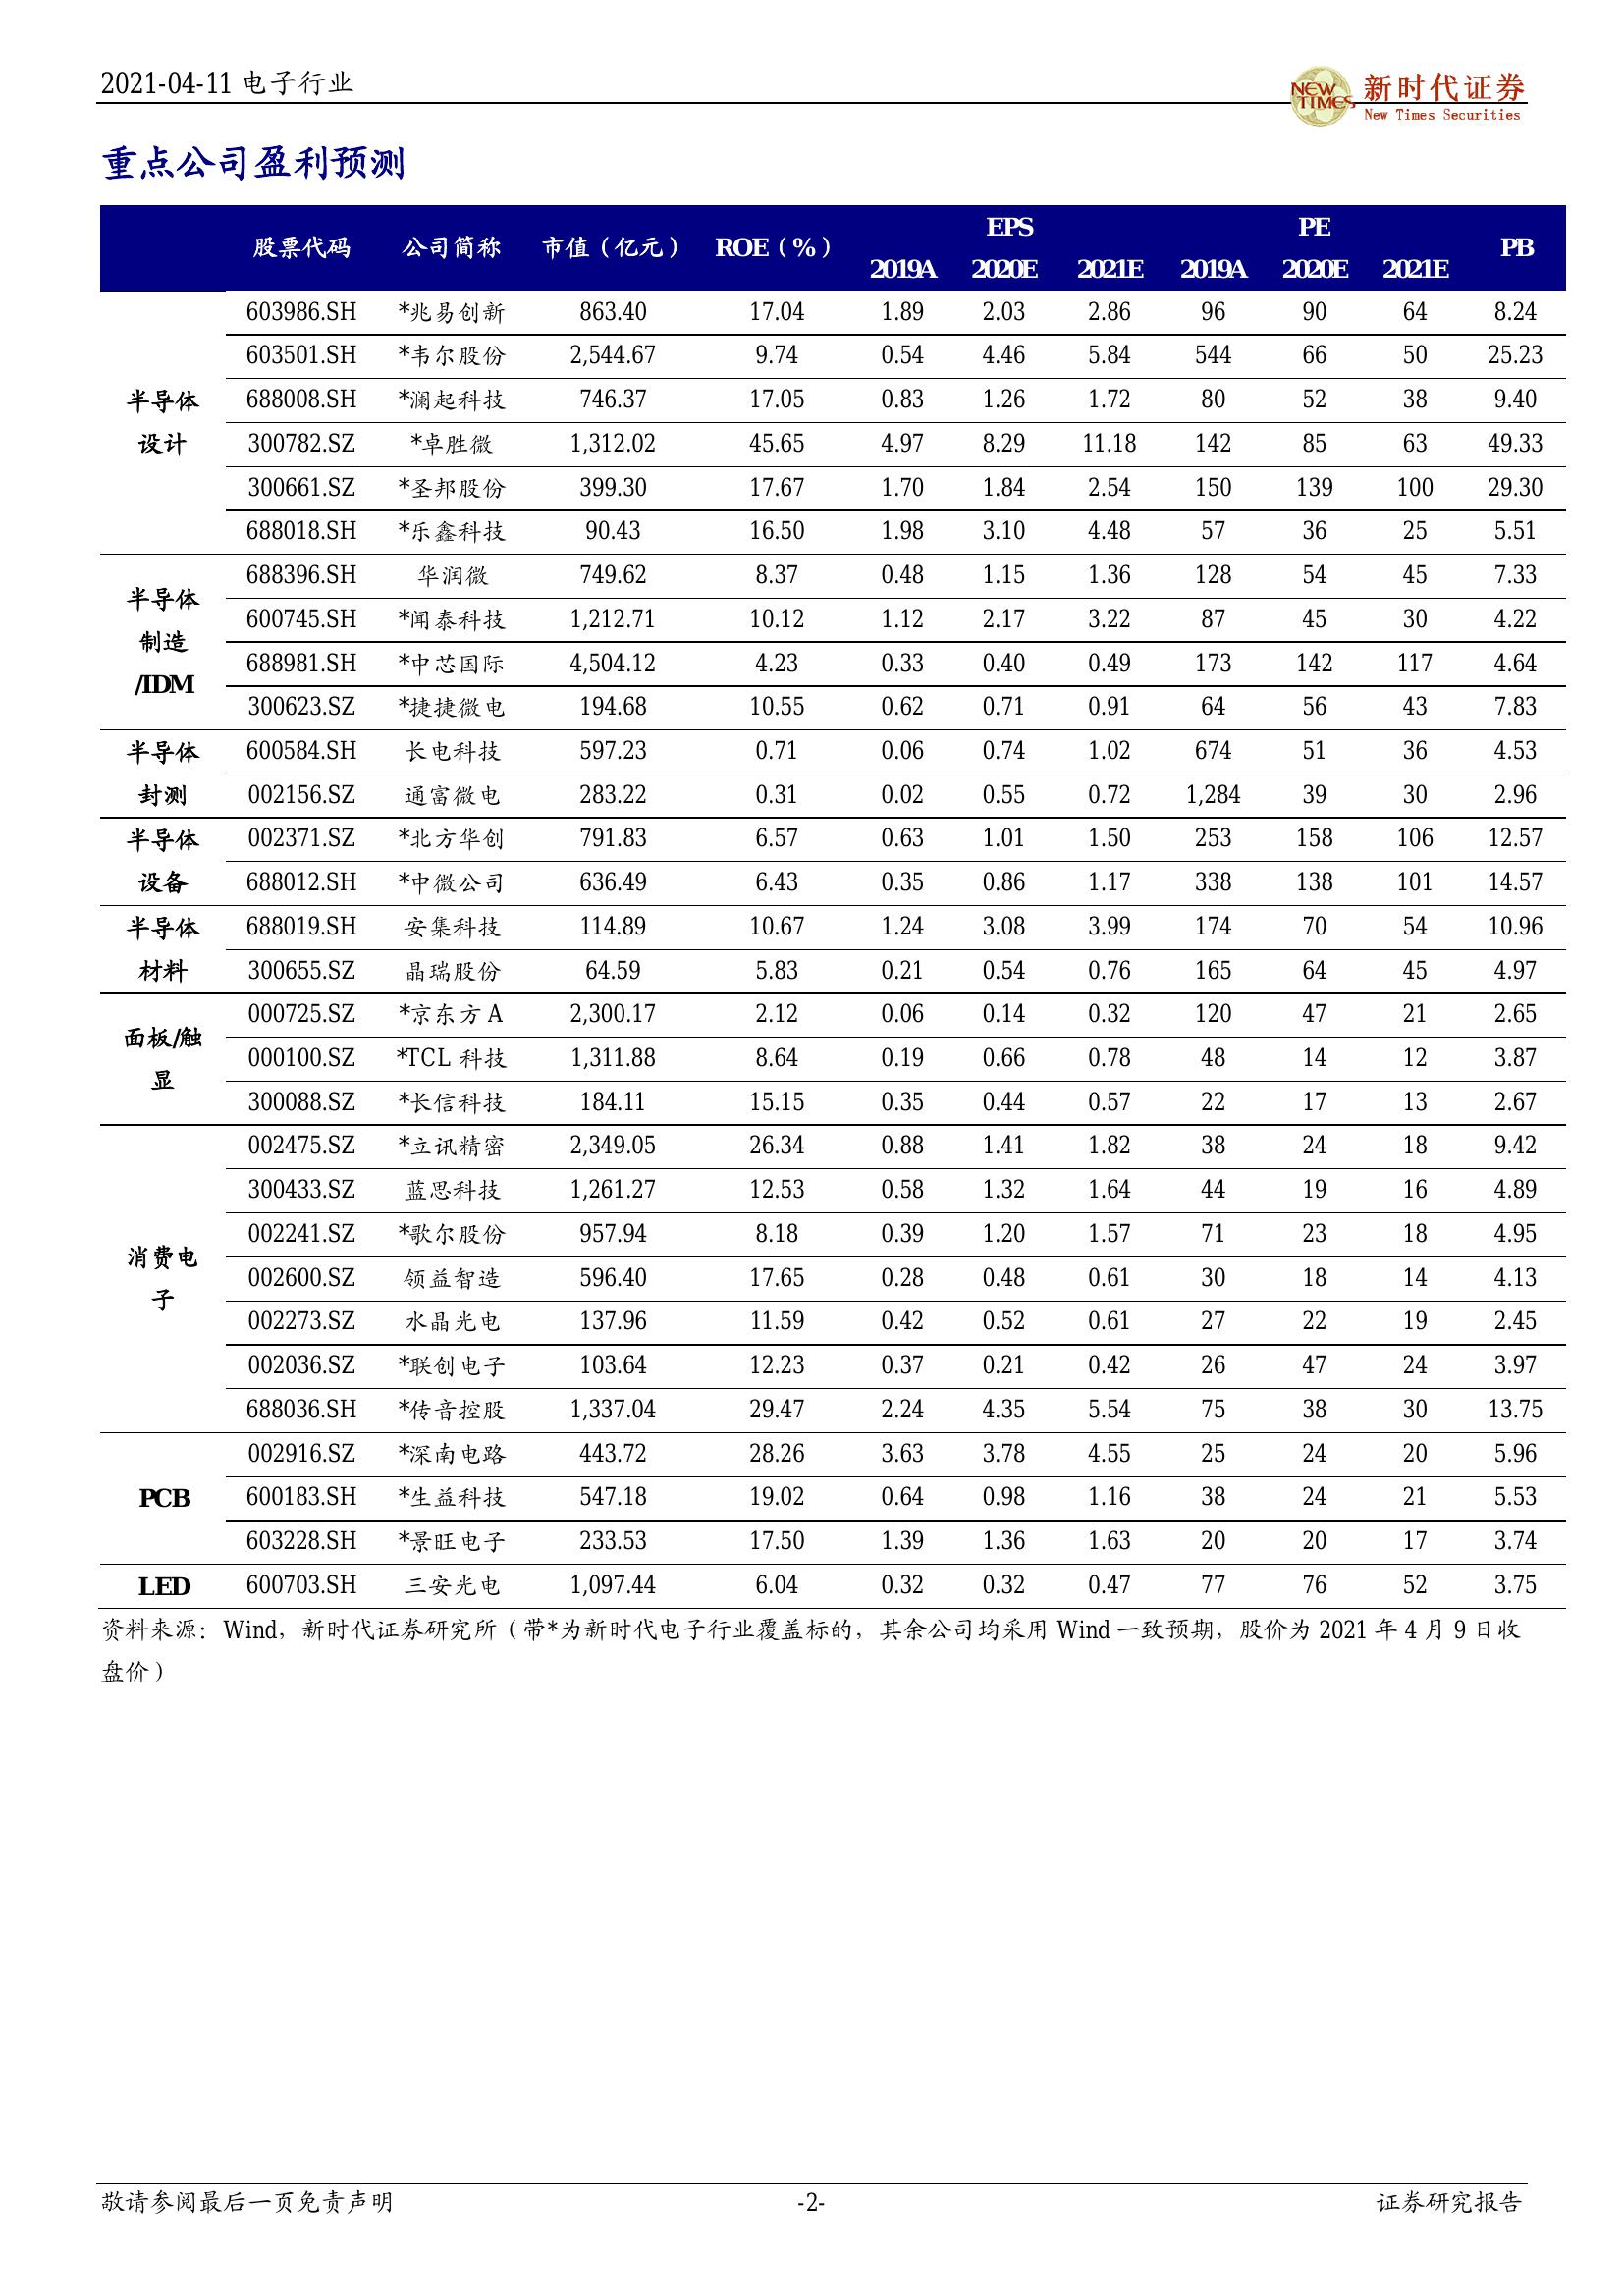 2021-04-11 电子行业
NEW TIMES 新时代证券
New Times Securities
重点公司盈利预测
股票代码 公司简称 市值（亿元） ROE（%） EPS PE PB
2019A 2020E 2021E 2019A 2020E 2021E
半导体设计
603986.SH *兆易创新 863.40 17.04 1.89 2.03 2.86 96 90 64 8.24
603501.SH *韦尔股份 2,544.67 9.74 0.54 4.46 5.84 544 66 50 25.23
688008.SH *澜起科技 746.37 17.05 0.83 1.26 1.72 80 52 38 9.40
300782.SZ *卓胜微 1,312.02 45.65 4.97 8.29 11.18 142 85 63 49.33
300661.SZ *圣邦股份 399.30 17.67 1.70 1.84 2.54 150 139 100 29.30
688018.SH *乐鑫科技 90.43 16.50 1.98 3.10 4.48 57 36 25 5.51
半导体制造/IDM
688396.SH 华润微 749.62 8.37 0.48 1.15 1.36 128 54 45 7.33
600745.SH *闻泰科技 1,212.71 10.12 1.12 2.17 3.22 87 45 30 4.22
688981.SH *中芯国际 4,504.12 4.23 0.33 0.40 0.49 173 142 117 4.64
300623.SZ *捷捷微电 194.68 10.55 0.62 0.71 0.91 64 56 43 7.83
半导体封测
600584.SH 长电科技 597.23 0.71 0.06 0.74 1.02 674 51 36 4.53
002156.SZ 通富微电 283.22 0.31 0.02 0.55 0.72 1,284 39 30 2.96
半导体设备
002371.SZ *北方华创 791.83 6.57 0.63 1.01 1.50 253 158 106 12.57
688012.SH *中微公司 636.49 6.43 0.35 0.86 1.17 338 138 101 14.57
半导体材料
688019.SH 安集科技 114.89 10.67 1.24 3.08 3.99 174 70 54 10.96
300655.SZ 晶瑞股份 64.59 5.83 0.21 0.54 0.76 165 64 45 4.97
面板/触显
000725.SZ *京东方 A 2,300.17 2.12 0.06 0.14 0.32 120 47 21 2.65
000100.SZ *TCL 科技 1,311.88 8.64 0.19 0.66 0.78 48 14 12 3.87
300088.SZ *长信科技 184.11 15.15 0.35 0.44 0.57 22 17 13 2.67
消费电子
002475.SZ *立讯精密 2,349.05 26.34 0.88 1.41 1.82 38 24 18 9.42
300433.SZ 蓝思科技 1,261.27 12.53 0.58 1.32 1.64 44 19 16 4.89
002241.SZ *歌尔股份 957.94 8.18 0.39 1.20 1.57 71 23 18 4.95
002600.SZ 领益智造 596.40 17.65 0.28 0.48 0.61 30 18 14 4.13
002273.SZ 水晶光电 137.96 11.59 0.42 0.52 0.61 27 22 19 2.45
002036.SZ *联创电子 103.64 12.23 0.37 0.21 0.42 26 47 24 3.97
688036.SH *传音控股 1,337.04 29.47 2.24 4.35 5.54 75 38 30 13.75
PCB
002916.SZ *深南电路 443.72 28.26 3.63 3.78 4.55 25 24 20 5.96
600183.SH *生益科技 547.18 19.02 0.64 0.98 1.16 38 24 21 5.53
603228.SH *景旺电子 233.53 17.50 1.39 1.36 1.63 20 20 17 3.74
LED 600703.SH 三安光电 1,097.44 6.04 0.32 0.32 0.47 77 76 52 3.75
资料来源：Wind，新时代证券研究所（带*为新时代电子行业覆盖标的，其余公司均采用 Wind 一致预期，股价为 2021 年 4 月 9 日收
盘价）
敬请参阅最后一页免责声明 -2- 证券研究报告